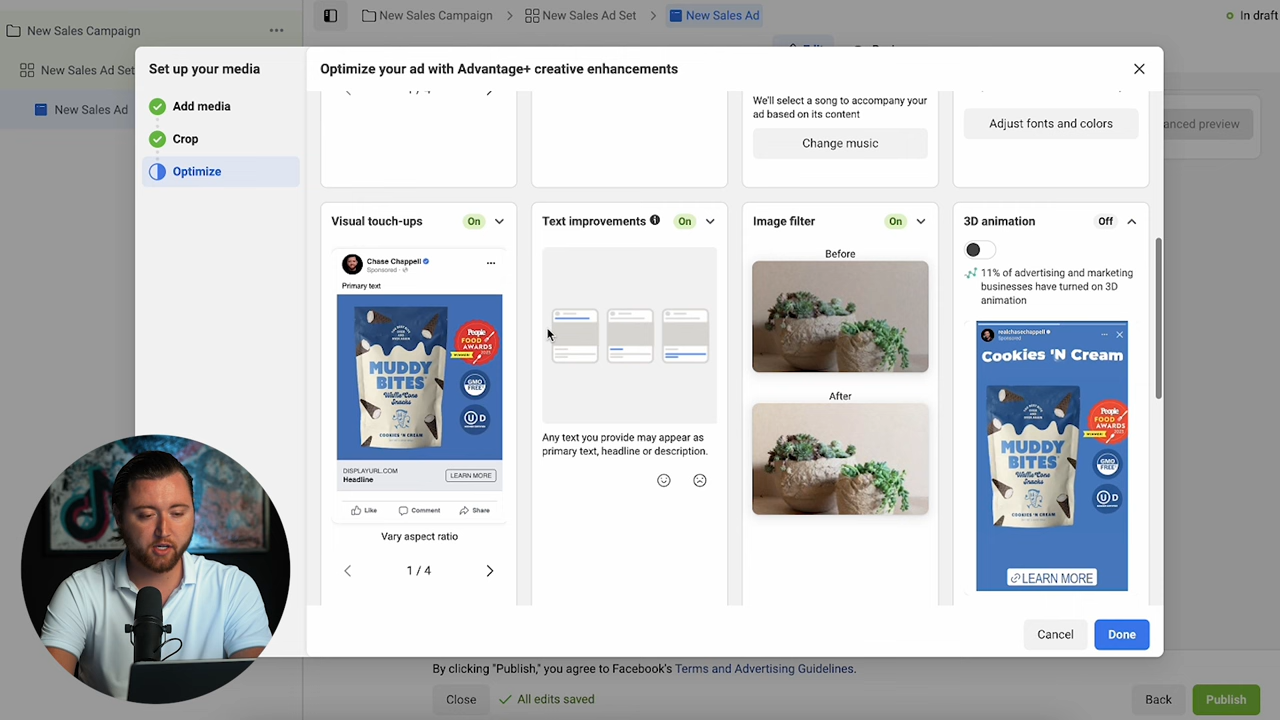 New Sales Campaign
New Sales Ad Set
New Sales Ad
New Sales Campaign
New Sales Ad Set
New Sales Ad
In draft
Set up your media
Add media
Crop
Optimize
Optimize your ad with Advantage+ creative enhancements
We'll select a song to accompany your
ad based on its content
Change music
Adjust fonts and colors
anced preview
Visual touch-ups
On
Chase Chappell
Sponsored
Primary text
MUDDY
BITES
Waffle Cone
Snacks
COOKIES 'N CREAM
People
FOOD
AWARDS
WINNER
GMO
FREE
U D
DISPLAYURL.COM
Headline
LEARN MORE
Like
Comment
Share
Vary aspect ratio
1 / 4
Text improvements
On
Any text you provide may appear as
primary text, headline or description.
Image filter
On
Before
After
3D animation
Off
11% of advertising and marketing
businesses have turned on 3D
animation
realchasechappell
Sponsored
Cookies 'N Cream
MUDDY
BITES
Waffle Cone
Snacks
COOKIES 'N CREAM
People
FOOD
AWARDS
WINNER
GMO
FREE
U D
LEARN MORE
Cancel
Done
By clicking "Publish," you agree to Facebook's Terms and Advertising Guidelines.
Close
All edits saved
Back
Publish